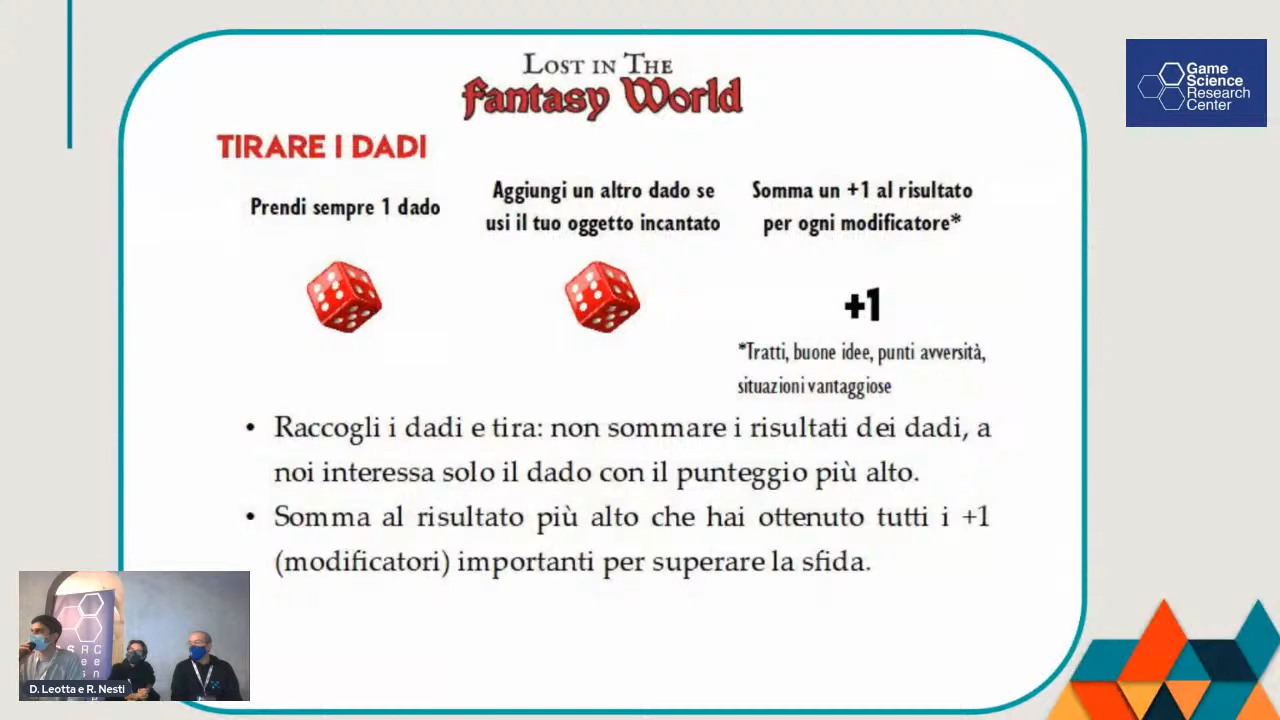 LOST IN THE
Fantasy World
Game
Science
Research
Center
TIRARE I DADI
Prendi sempre 1 dado
Aggiungi un altro dado se
usi il tuo oggetto incantato
Somma un +1 al risultato
per ogni modificatore*
+1
*Tratti, buone idee, punti avversità,
situazioni vantaggiose
• Raccogli i dadi e tira: non sommare i risultati dei dadi, a
noi interessa solo il dado con il punteggio più alto.
• Somma al risultato più alto che hai ottenuto tutti i +1
(modificatori) importanti per superare la sfida.
D. Leotta e R. Nesti